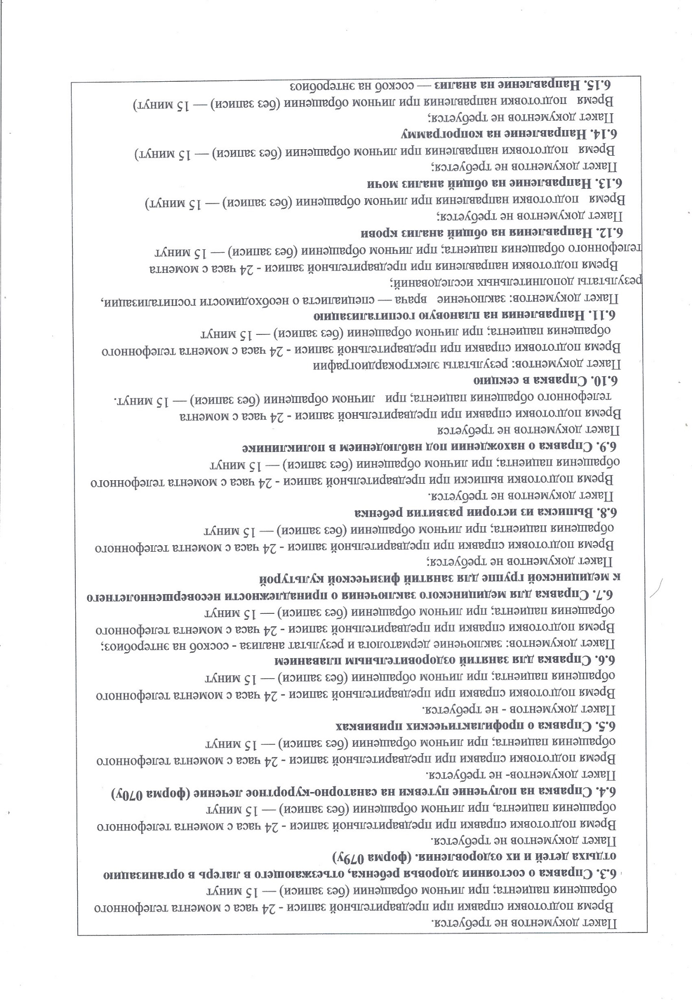 Пакет документов не требуется.
Время подготовки справки при предварительной записи - 24 часа с момента телефонного
обращения пациента; при личном обращении (без записи) — 15 минут
6.3. Справка о состоянии здоровья ребенка, отъезжающего в лагерь в организацию
отдыха детей и их оздоровления. (форма 079у)
Пакет документов не требуется.
Время подготовки справки при предварительной записи - 24 часа с момента телефонного
обращения пациента, при личном обращении (без записи) — 15 минут
6.4. Справка на получение путевки на санаторно-курортное лечение (форма 070у)
Пакет документов- не требуется.
Время подготовки справки при предварительной записи - 24 часа с момента телефонного
обращения пациента; при личном обращении (без записи) — 15 минут
6.5. Справка о профилактических прививках
Пакет документов - не требуется.
Время подготовки справки при предварительной записи - 24 часа с момента телефонного
обращения пациента; при личном обращении (без записи) — 15 минут
6.6. Справка для занятий оздоровительным плаванием
Пакет документов: заключение дерматолога и результат анализа - соскоб на энтеробиоз;
Время подготовки справки при предварительной записи - 24 часа с момента телефонного
обращения пациента; при личном обращении (без записи) — 15 минут
6.7. Справка для медицинского заключения о принадлежности несовершеннолетнего
к медицинской группе для занятий физической культурой
Пакет документов не требуется;
Время подготовки справки при предварительной записи - 24 часа с момента телефонного
обращения пациента; при личном обращении (без записи) — 15 минут
6.8. Выписка из истории развития ребенка
Пакет документов не требуется.
Время подготовки выписки при предварительной записи - 24 часа с момента телефонного
обращения пациента; при личном обращении (без записи) — 15 минут
6.9. Справка о нахождении под наблюдением в поликлинике
Пакет документов не требуется
Время подготовки справки при предварительной записи - 24 часа с момента
телефонного обращения пациента; при личном обращении (без записи) — 15 минут.
6.10. Справка в секцию
Пакет документов: результаты электрокардиографии
Время подготовки справки при предварительной записи - 24 часа с момента телефонного
обращения пациента; при личном обращении (без записи) — 15 минут
6.11. Направления на плановую госпитализацию
Пакет документов: заключение врача — специалиста о необходимости госпитализации,
результаты дополнительных исследований;
Время подготовки направления при предварительной записи - 24 часа с момента
телефонного обращения пациента; при личном обращении (без записи) — 15 минут
6.12. Направления на общий анализ крови
Пакет документов не требуется;
Время подготовки направления при личном обращении (без записи) — 15 минут)
6.13. Направление на общий анализ мочи
Пакет документов не требуется;
Время подготовки направления при личном обращении (без записи) — 15 минут)
6.14. Направление на копрограмму
Пакет документов не требуется;
Время подготовки направления при личном обращении (без записи) — 15 минут)
6.15. Направление на анализ — соскоб на энтеробиоз